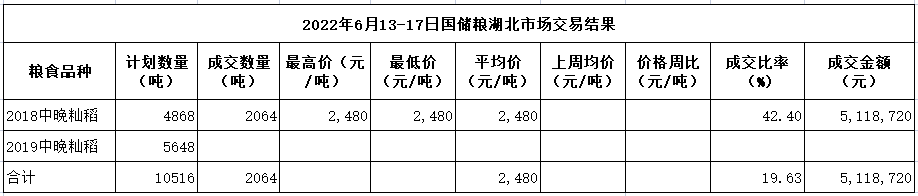 2022年6月13-17日国储粮湖北市场交易结果
粮食品种 计划数量（吨） 成交数量（吨） 最高价（元/吨） 最低价（元/吨） 平均价（元/吨） 上周均价（元/吨） 价格周比（元/吨） 成交比率（%） 成交金额（元）
2018中晚籼稻 4868 2064 2,480 2,480 2,480 42.40 5,118,720
2019中晚籼稻 5648
合计 10516 2064 2,480 19.63 5,118,720